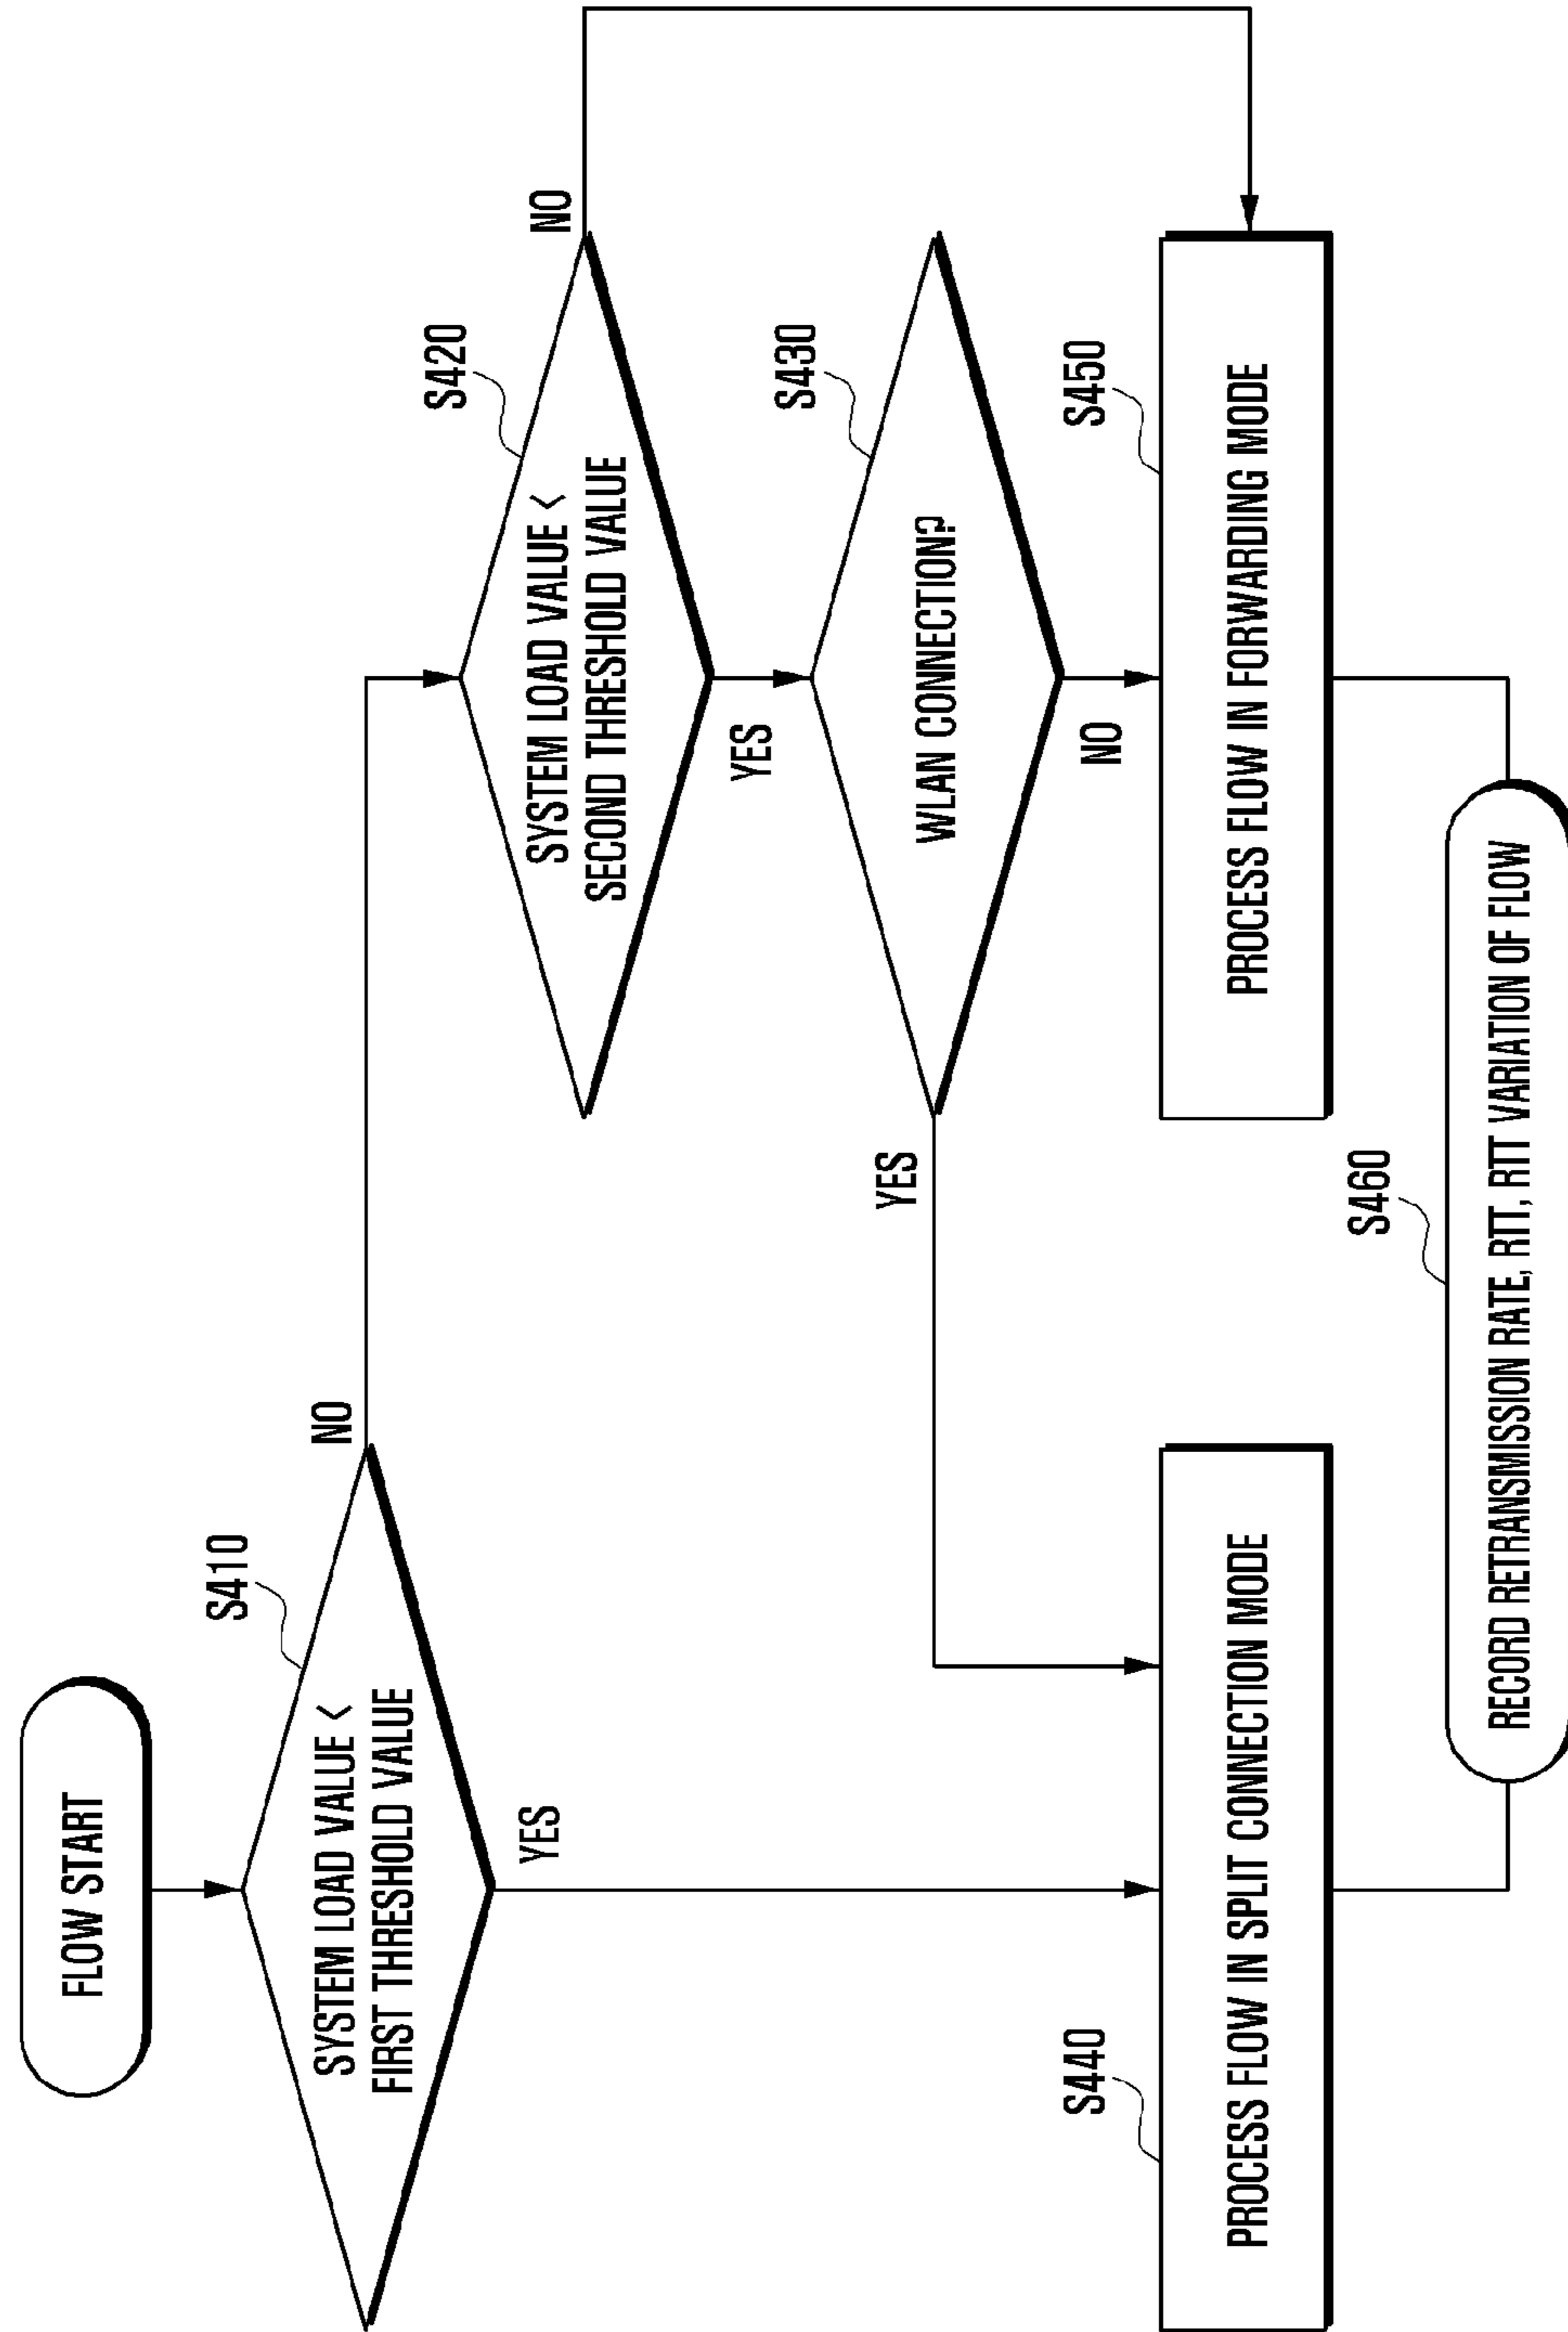 FLOW START
S410
SYSTEM LOAD VALUE <
FIRST THRESHOLD VALUE
NO
YES
S420
SYSTEM LOAD VALUE <
SECOND THRESHOLD VALUE
NO
YES
S430
WLAN CONNECTION?
YES
NO
S440
PROCESS FLOW IN SPLIT CONNECTION MODE
S450
PROCESS FLOW IN FORWARDING MODE
S460
RECORD RETRANSMISSION RATE, RTT, RTT VARIATION OF FLOW